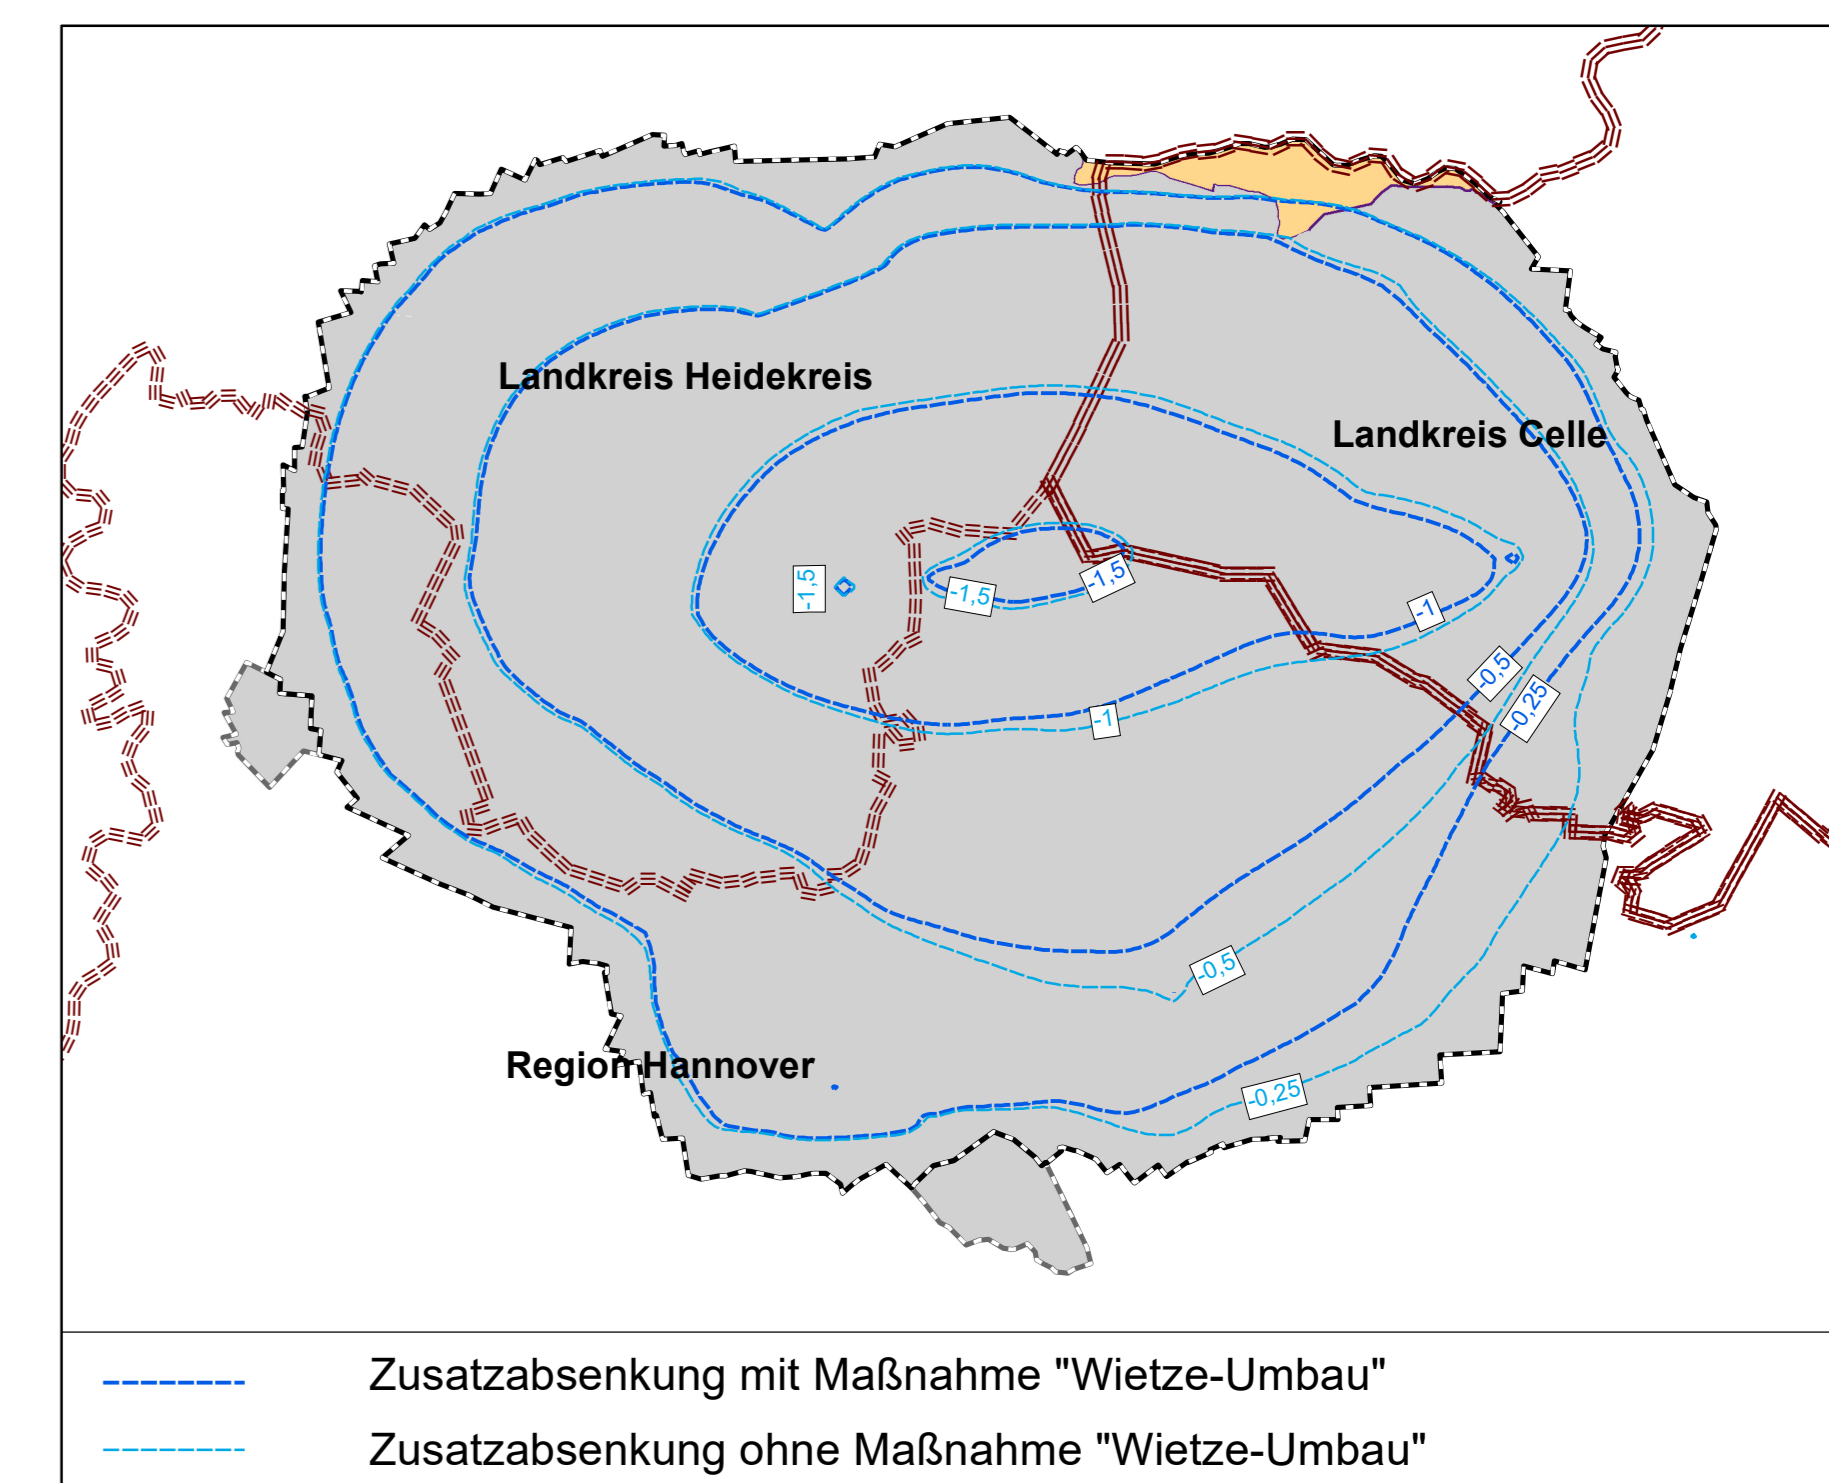 Landkreis Heidekreis
Landkreis Celle
-1,5
-1,5
-1,5
-1
-0,5
-0,25
-1
-0,5
Region Hannover
-0,25
Zusatzabsenkung mit Maßnahme "Wietze-Umbau"
Zusatzabsenkung ohne Maßnahme "Wietze-Umbau"